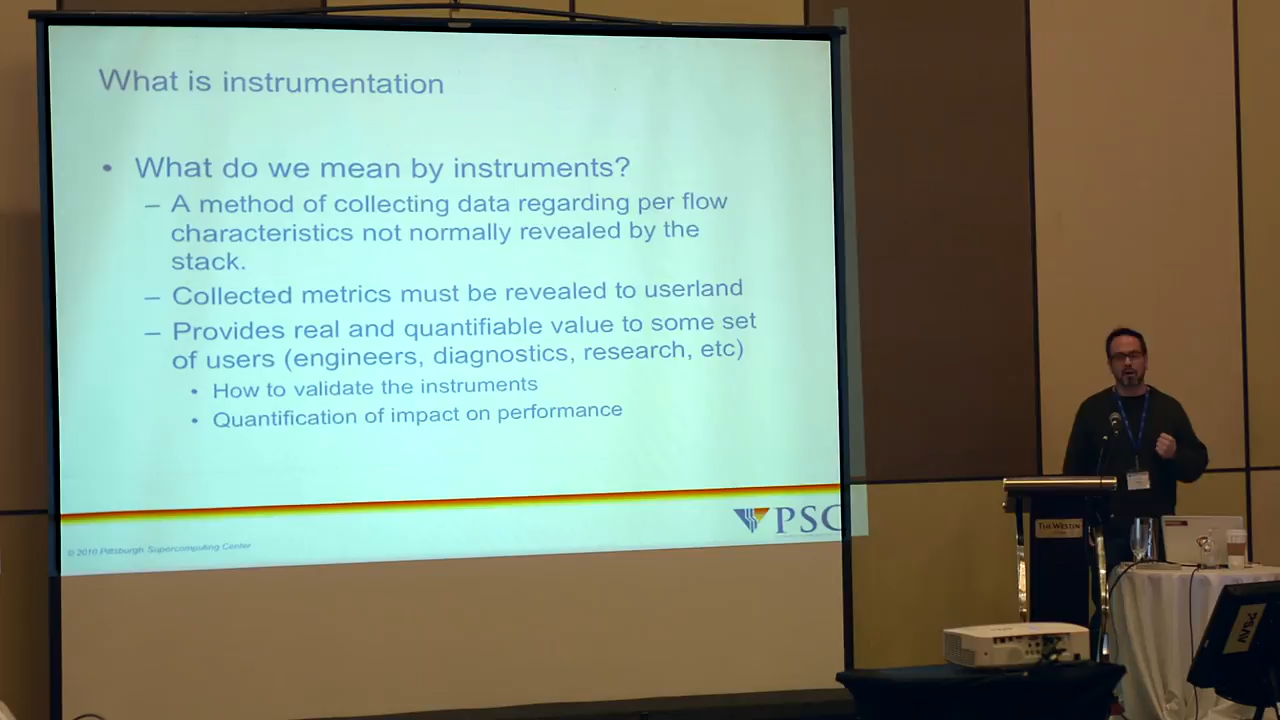 What is instrumentation
• What do we mean by instruments?
– A method of collecting data regarding per flow
characteristics not normally revealed by the
stack.
– Collected metrics must be revealed to userland
– Provides real and quantifiable value to some set
of users (engineers, diagnostics, research, etc)
• How to validate the instruments
• Quantification of impact on performance
PSC
© 2010 Pittsburgh Supercomputing Center
THE WESTIN
AVSA